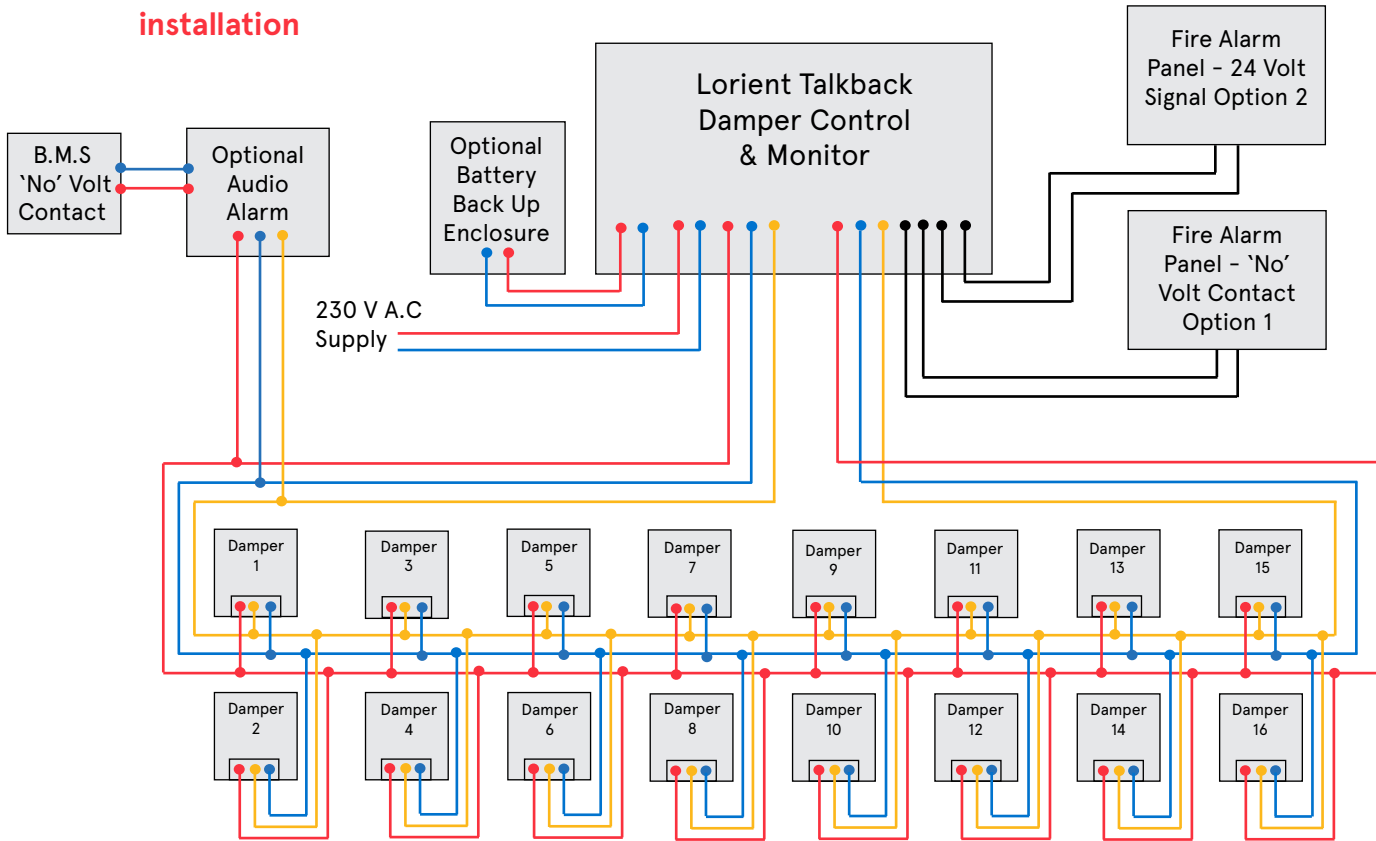 installation
Fire Alarm
Panel - 24 Volt
Signal Option 2
Lorient Talkback
Damper Control
& Monitor
B.M.S
‘No’ Volt
Contact
Optional
Audio
Alarm
Optional
Battery
Back Up
Enclosure
Fire Alarm
Panel - ‘No’
Volt Contact
Option 1
230 V A.C
Supply
Damper
1
Damper
3
Damper
5
Damper
7
Damper
9
Damper
11
Damper
13
Damper
15
Damper
2
Damper
4
Damper
6
Damper
8
Damper
10
Damper
12
Damper
14
Damper
16